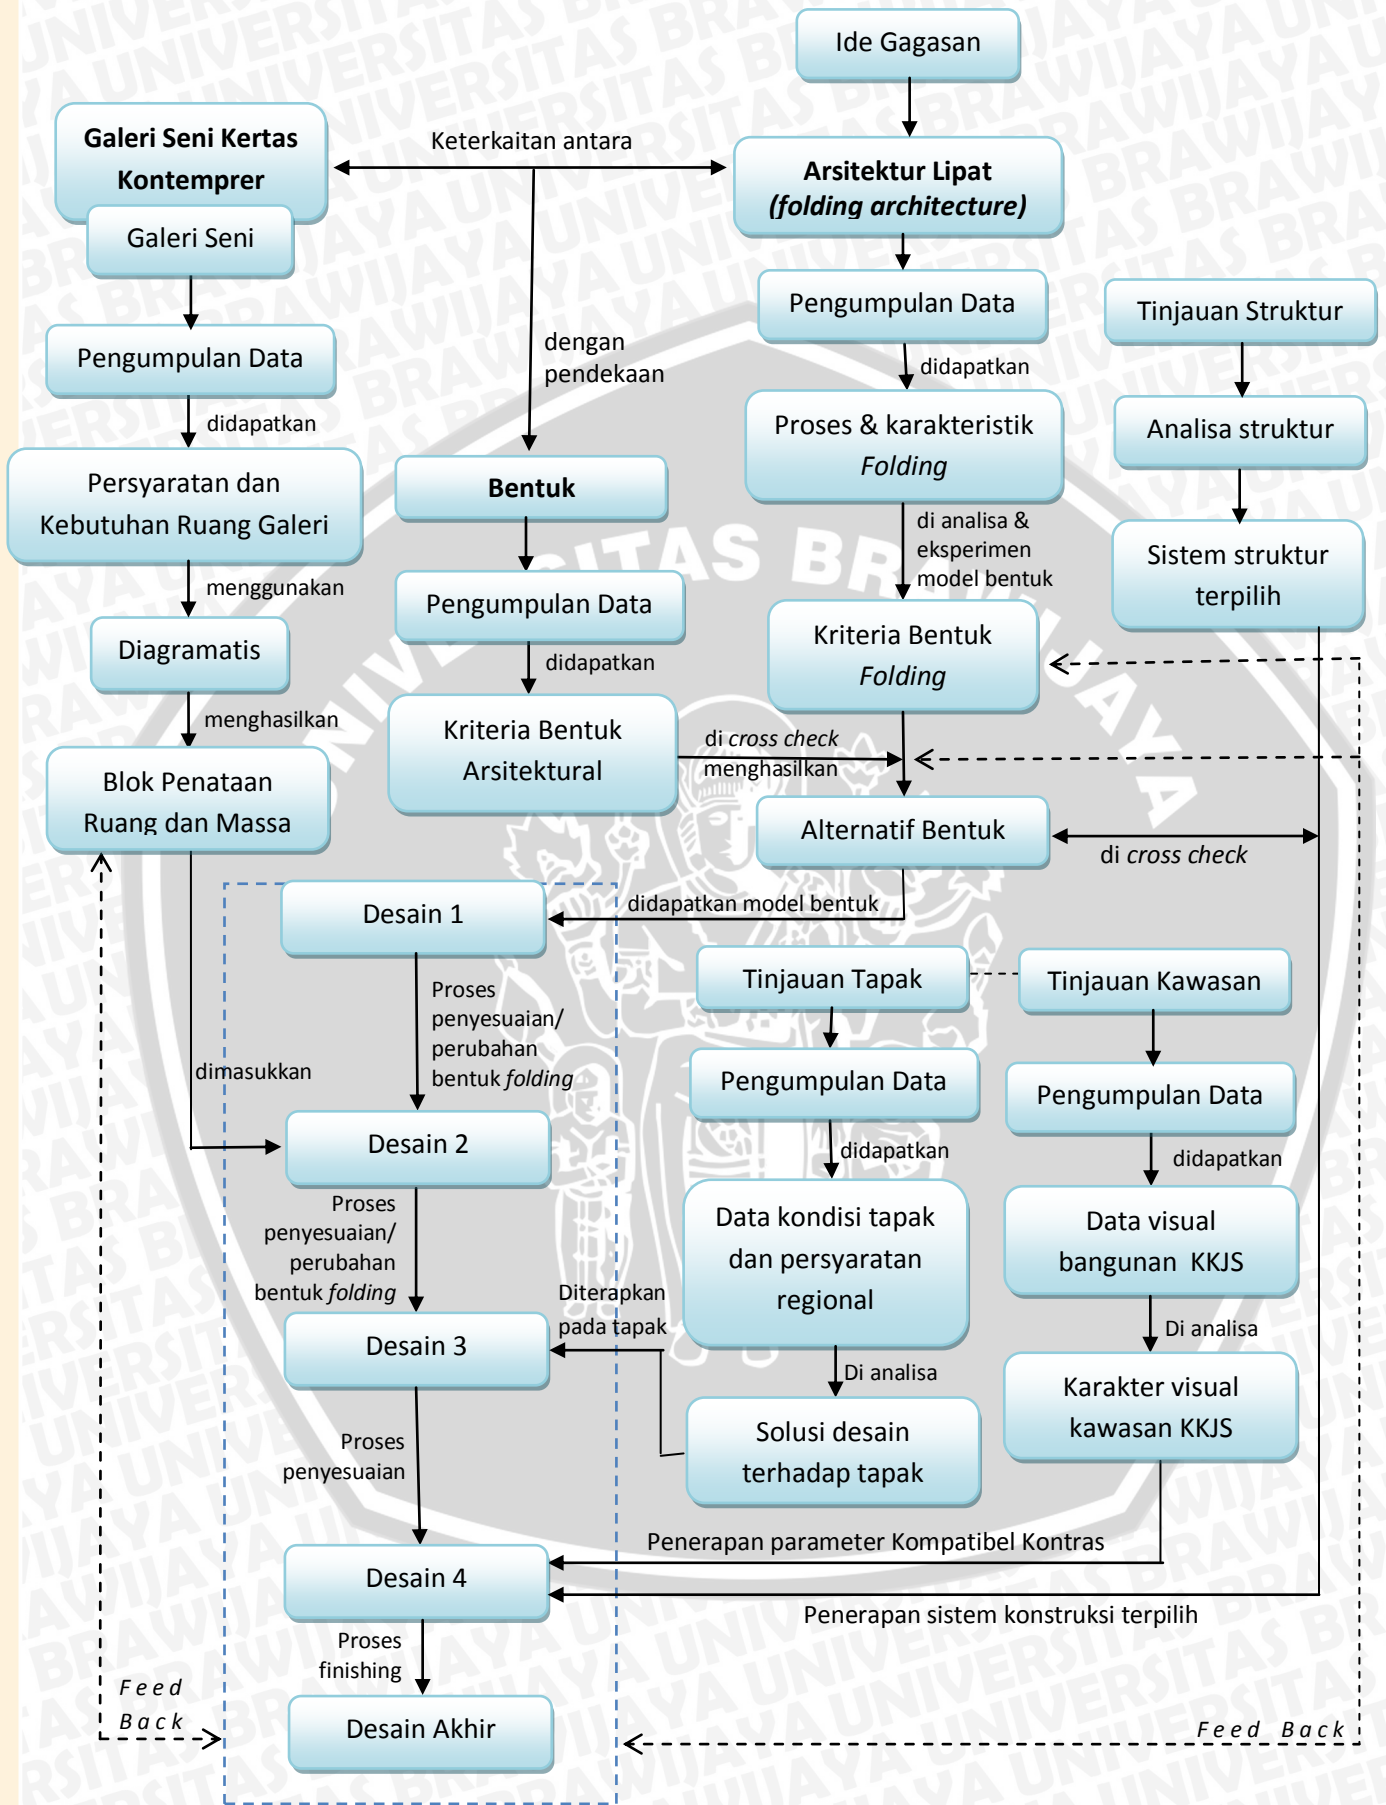 Ide Gagasan
Galeri Seni Kertas
Kontemprer
Keterkaitan antara
Arsitektur Lipat
(folding architecture)
Galeri Seni
Pengumpulan Data
Tinjauan Struktur
Pengumpulan Data
dengan
pendekaan
didapatkan
didapatkan
Proses & karakteristik
Folding
Analisa struktur
Persyaratan dan
Kebutuhan Ruang Galeri
Bentuk
di analisa &
eksperimen
model bentuk
Sistem struktur
terpilih
menggunakan
Pengumpulan Data
Diagramatis
didapatkan
Kriteria Bentuk
Folding
menghasilkan
Kriteria Bentuk
Arsitektural
di cross check
menghasilkan
Blok Penataan
Ruang dan Massa
Alternatif Bentuk
di cross check
Desain 1
didapatkan model bentuk
Tinjauan Tapak
Tinjauan Kawasan
Proses
penyesuaian/
perubahan
bentuk folding
dimasukkan
Pengumpulan Data
Pengumpulan Data
Desain 2
didapatkan
didapatkan
Proses
penyesuaian/
perubahan
bentuk folding
Data kondisi tapak
dan persyaratan
regional
Data visual
bangunan KKJS
Diterapkan
pada tapak
Desain 3
Di analisa
Di analisa
Karakter visual
kawasan KKJS
Solusi desain
terhadap tapak
Proses
penyesuaian
Penerapan parameter Kompatibel Kontras
Desain 4
Penerapan sistem konstruksi terpilih
Proses
finishing
Feed
Back
Desain Akhir
Feed Back
UNIVERSITAS BRAWIJAYA